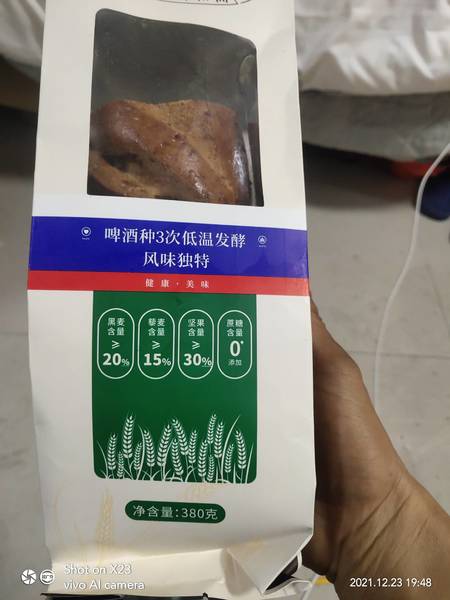 啤酒种3次低温发酵
风味独特
健康·美味
黑麦
含量
≥
20%
藜麦
含量
≥
15%
坚果
含量
≥
30%
蔗糖
含量
0*
添加
净含量:380克
Shot on X23
vivo AI camera
2021.12.23 19:48